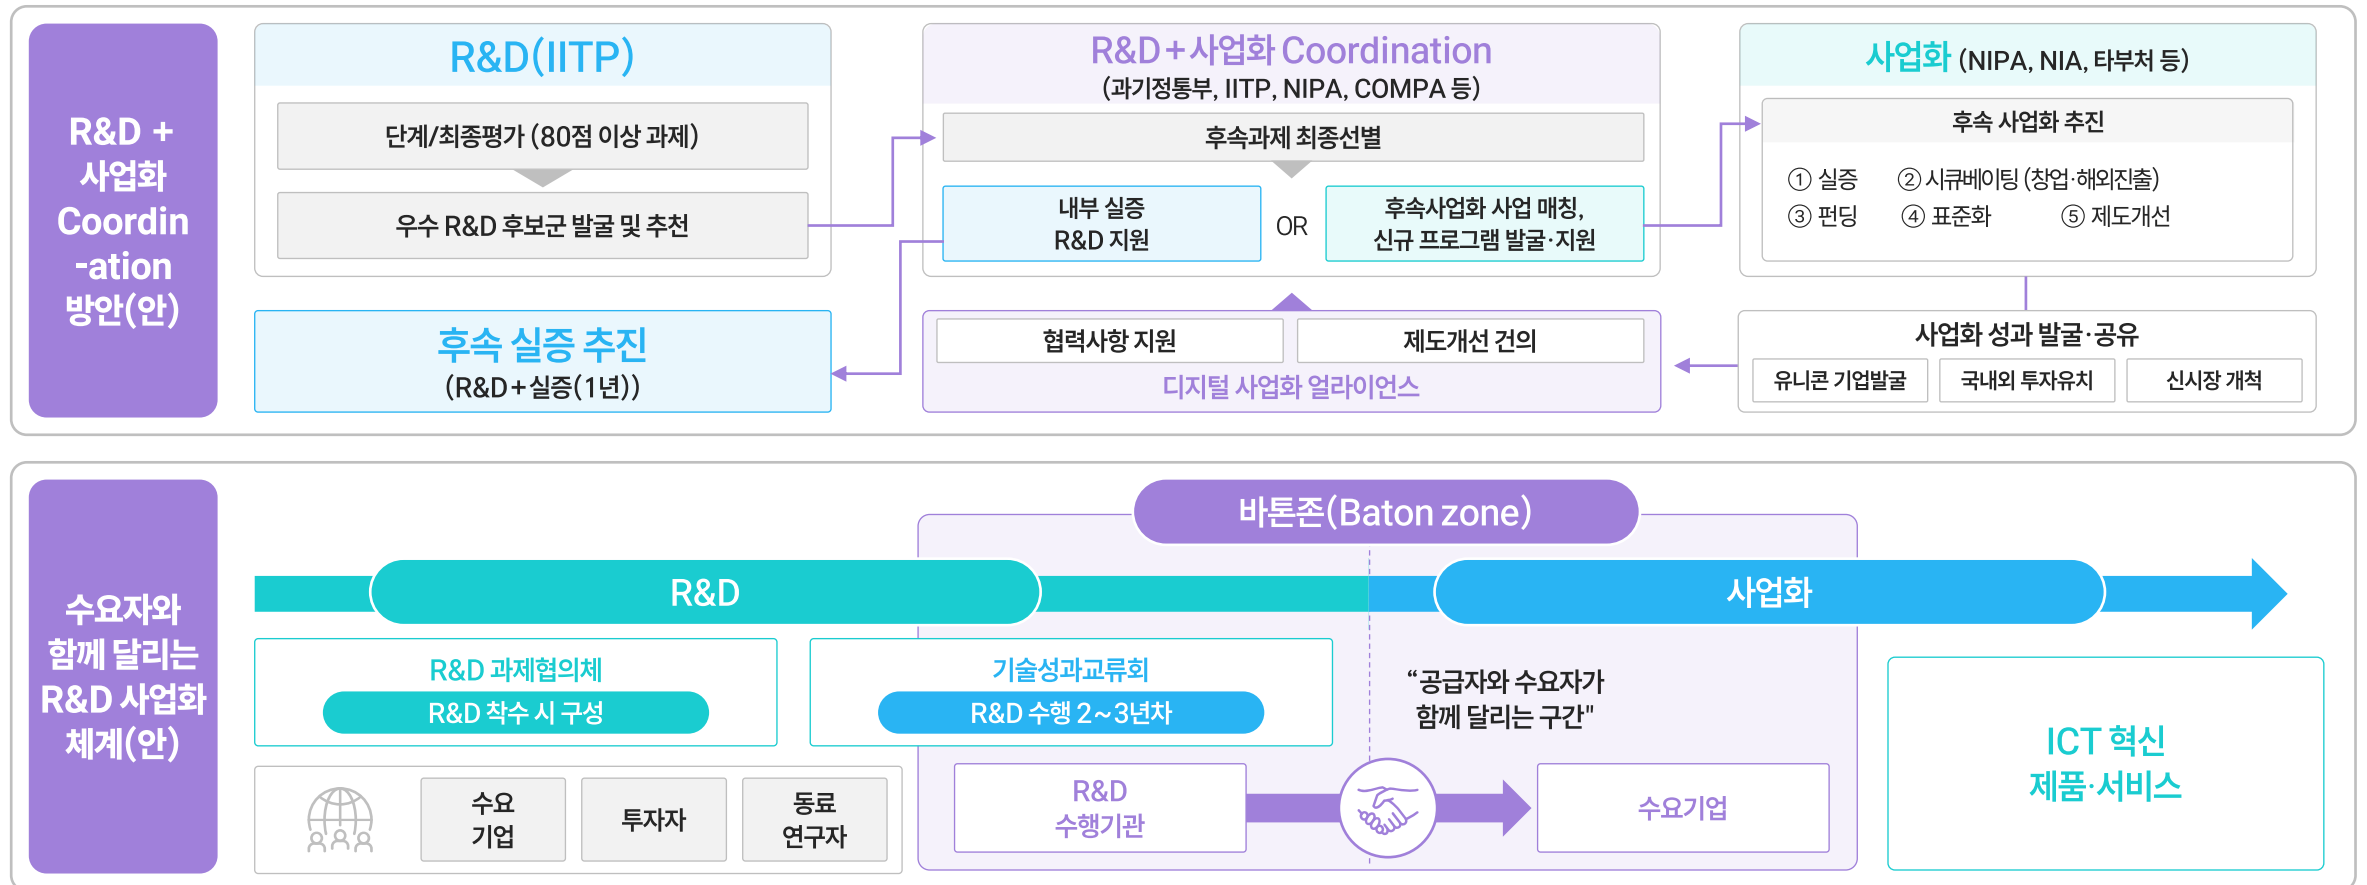 R&D +
사업화
Coordin
-ation
방안(안)
R&D(IITP)
단계/최종평가 (80점 이상 과제)
우수 R&D 후보군 발굴 및 추천
R&D+사업화 Coordination
(과기정통부, IITP, NIPA, COMPA 등)
후속과제 최종선별
내부 실증
R&D 지원
OR
후속사업화 사업 매칭,
신규 프로그램 발굴·지원
사업화 (NIPA, NIA, 타부처 등)
후속 사업화 추진
① 실증 ② 시큐베이팅 (창업·해외진출)
③ 펀딩 ④ 표준화 ⑤ 제도개선
후속 실증 추진
(R&D+실증(1년))
협력사항 지원
제도개선 건의
디지털 사업화 얼라이언스
사업화 성과 발굴·공유
유니콘 기업발굴
국내외 투자유치
신시장 개척
수요자와
함께 달리는
R&D 사업화
체계(안)
바톤존(Baton zone)
R&D
사업화
R&D 과제협의체
R&D 착수 시 구성
기술성과교류회
R&D 수행 2~3년차
“공급자와 수요자가
함께 달리는 구간"
수요
기업
투자자
동료
연구자
R&D
수행기관
수요기업
ICT 혁신
제품·서비스